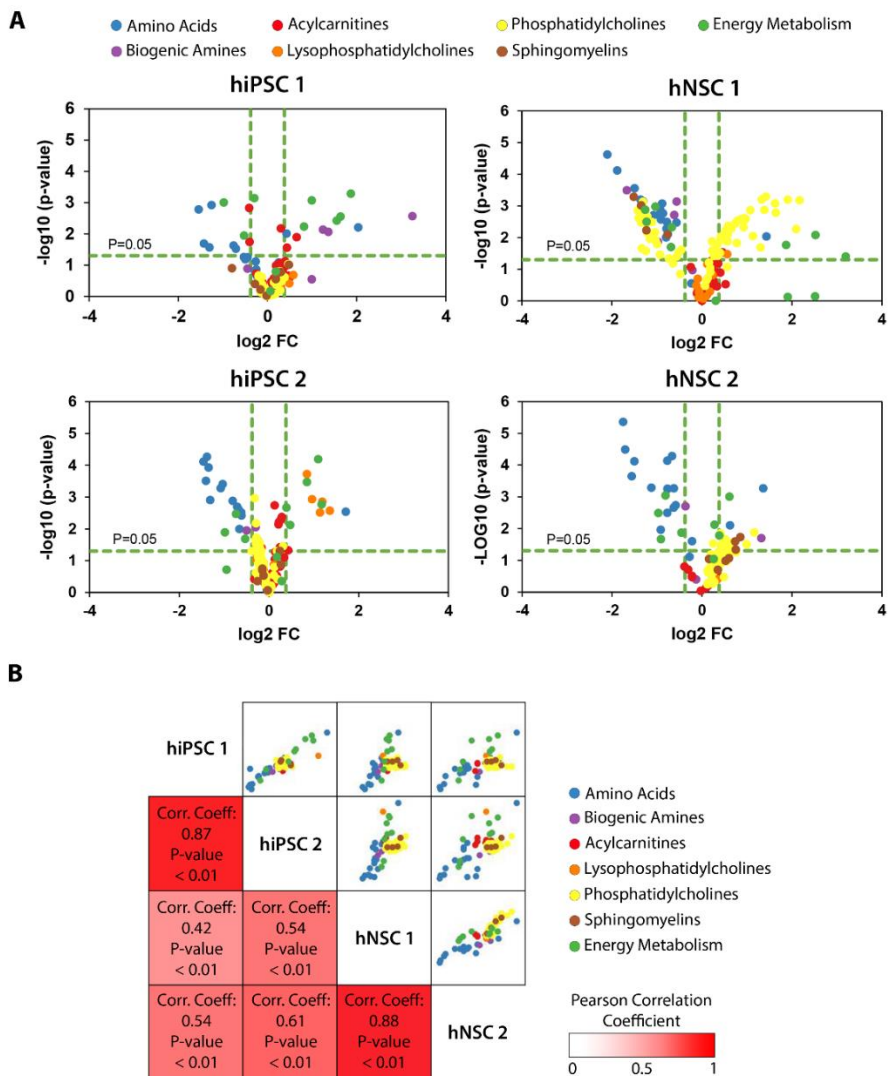 A
Amino Acids
Acylcarnitines
Phosphatidylcholines
Energy Metabolism
Biogenic Amines
Lysophosphatidylcholines
Sphingomyelins
hiPSC 1
6
5
4
3
2
1
0
-log10 (p-value)
P=0.05
-4
-2
0
2
4
log2 FC
hNSC 1
6
5
4
3
2
1
0
-log10 (p-value)
P=0.05
-4
-2
0
2
4
log2 FC
hiPSC 2
6
5
4
3
2
1
0
-log10 (p-value)
P=0.05
-4
-2
0
2
4
log2 FC
hNSC 2
6
5
4
3
2
1
0
-LOG10 (p-value)
P=0.05
-4
-2
0
2
4
log2 FC
B
hiPSC 1
Corr. Coeff:
0.87
P-value
< 0.01
hiPSC 2
Corr. Coeff:
0.42
P-value
< 0.01
Corr. Coeff:
0.54
P-value
< 0.01
hNSC 1
Corr. Coeff:
0.54
P-value
< 0.01
Corr. Coeff:
0.61
P-value
< 0.01
Corr. Coeff:
0.88
P-value
< 0.01
hNSC 2
Amino Acids
Biogenic Amines
Acylcarnitines
Lysophosphatidylcholines
Phosphatidylcholines
Sphingomyelins
Energy Metabolism
Pearson Correlation
Coefficient
0 0.5 1